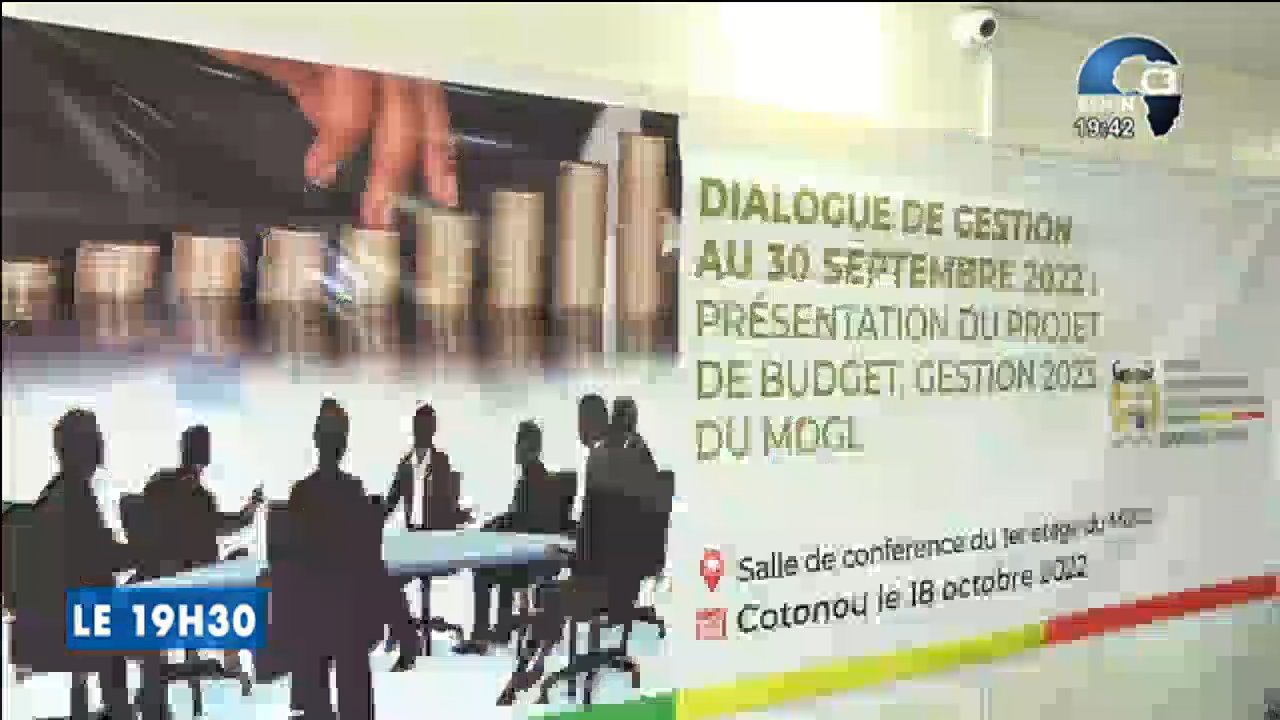 19:42
DIALOGUE DE GESTION
AU 30 SEPTEMBRE 2022 :
PRÉSENTATION DU PROJET
DE BUDGET, GESTION 2023
DU MDGL
Salle de conférence du 1er étage du
Cotonou le 18 octobre 2022
LE 19H30